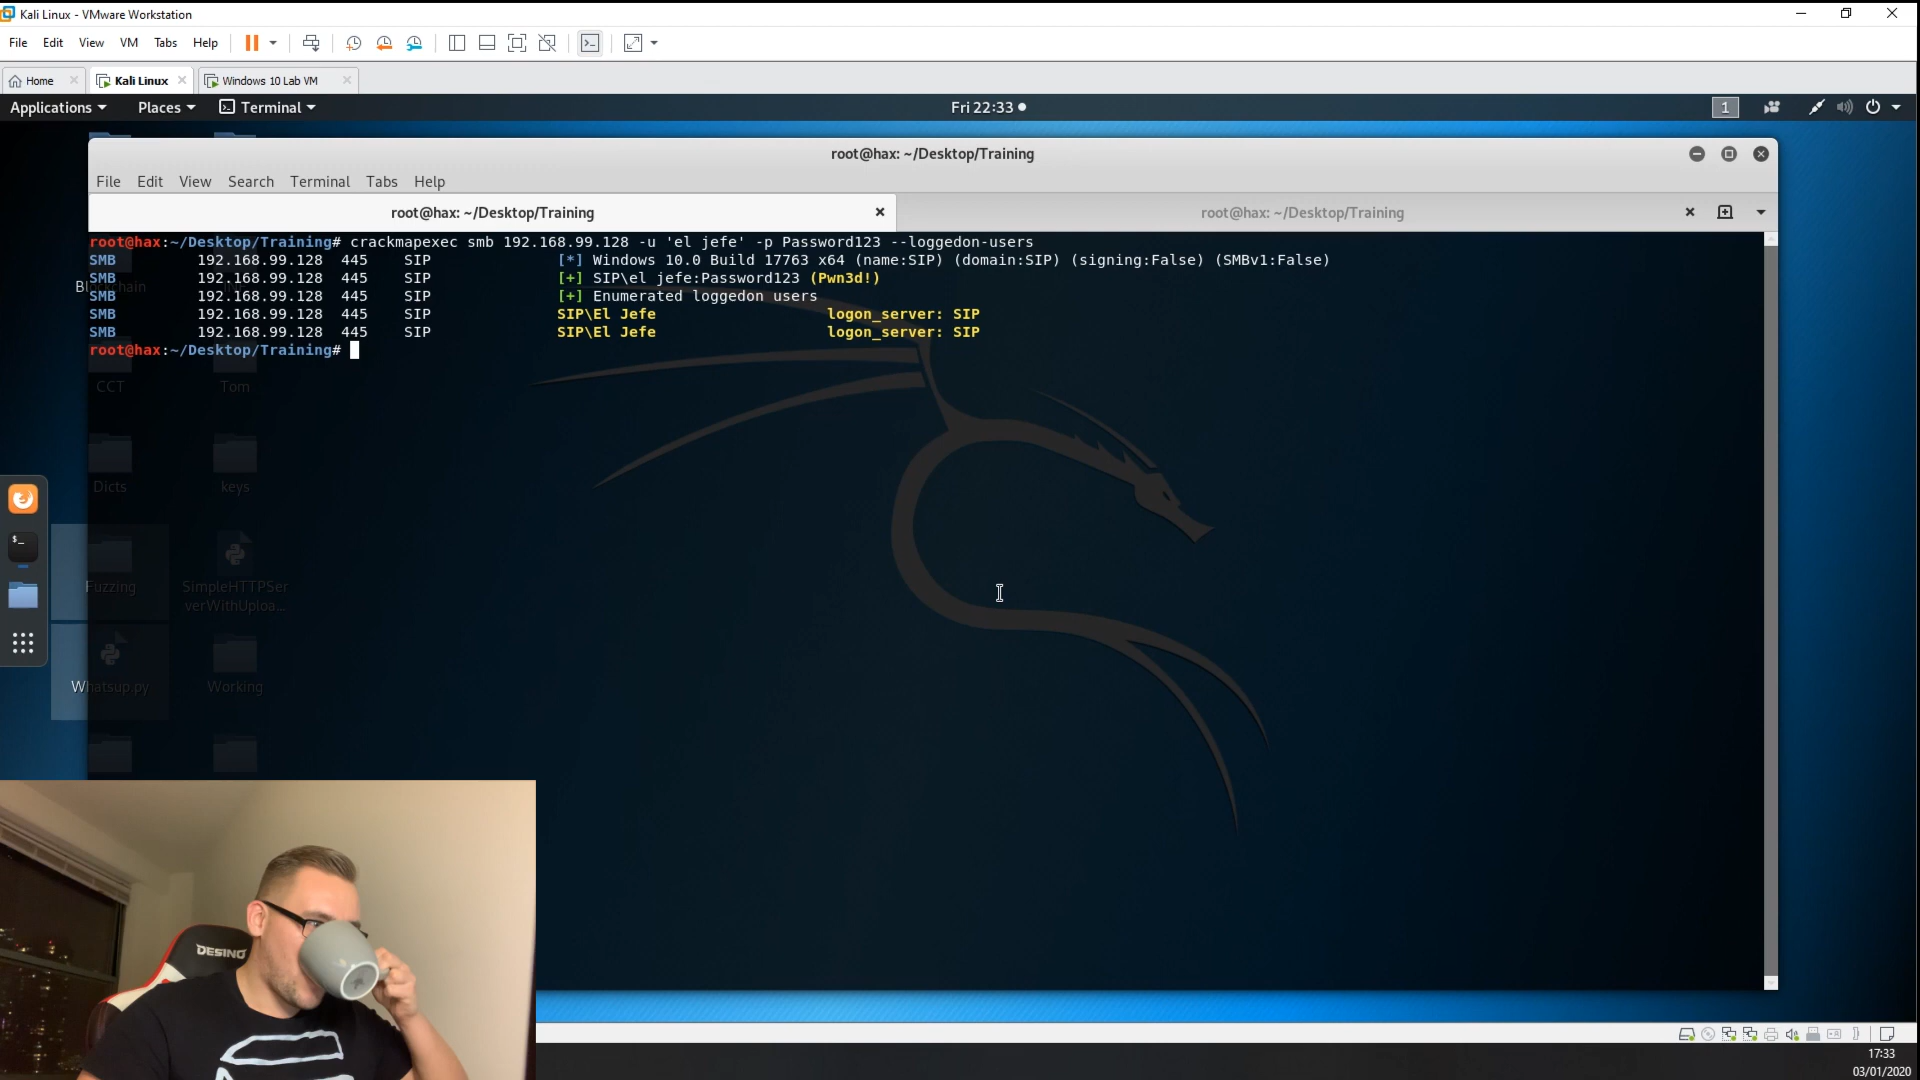 Kali Linux - VMware Workstation
File Edit View VM Tabs Help
Home Kali Linux Windows 10 Lab VM
Applications Places Terminal Fri 22:33 1
root@hax: ~/Desktop/Training
File Edit View Search Terminal Tabs Help
root@hax: ~/Desktop/Training root@hax: ~/Desktop/Training
root@hax:~/Desktop/Training# crackmapexec smb 192.168.99.128 -u 'el jefe' -p Password123 --loggedon-users
SMB 192.168.99.128 445 SIP [*] Windows 10.0 Build 17763 x64 (name:SIP) (domain:SIP) (signing:False) (SMBv1:False)
SMB 192.168.99.128 445 SIP [+] SIP\el jefe:Password123 (Pwn3d!)
SMB 192.168.99.128 445 SIP [+] Enumerated loggedon users
SMB 192.168.99.128 445 SIP SIP\El Jefe logon_server: SIP
SMB 192.168.99.128 445 SIP SIP\El Jefe logon_server: SIP
root@hax:~/Desktop/Training#
Blockchain
CCT Tom
Dicts keys
Fuzzing SimpleHTTPSer
verWithUploa...
Whatsup.py Working
DESINO
17:33
03/01/2020